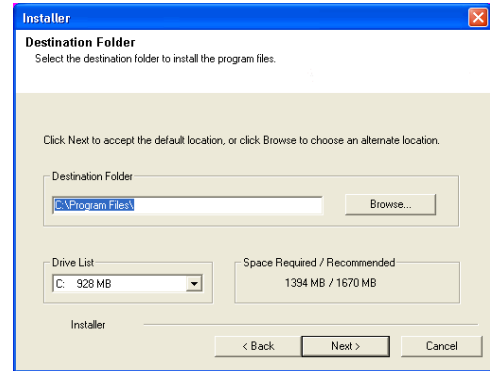 Installer
Destination Folder
Select the destination folder to install the program files.
Click Next to accept the default location, or click Browse to choose an alternate location.
Destination Folder
C:\Program Files\
Browse...
Drive List
Space Required / Recommended
C: 928 MB
1394 MB / 1670 MB
Installer
< Back
Next >
Cancel